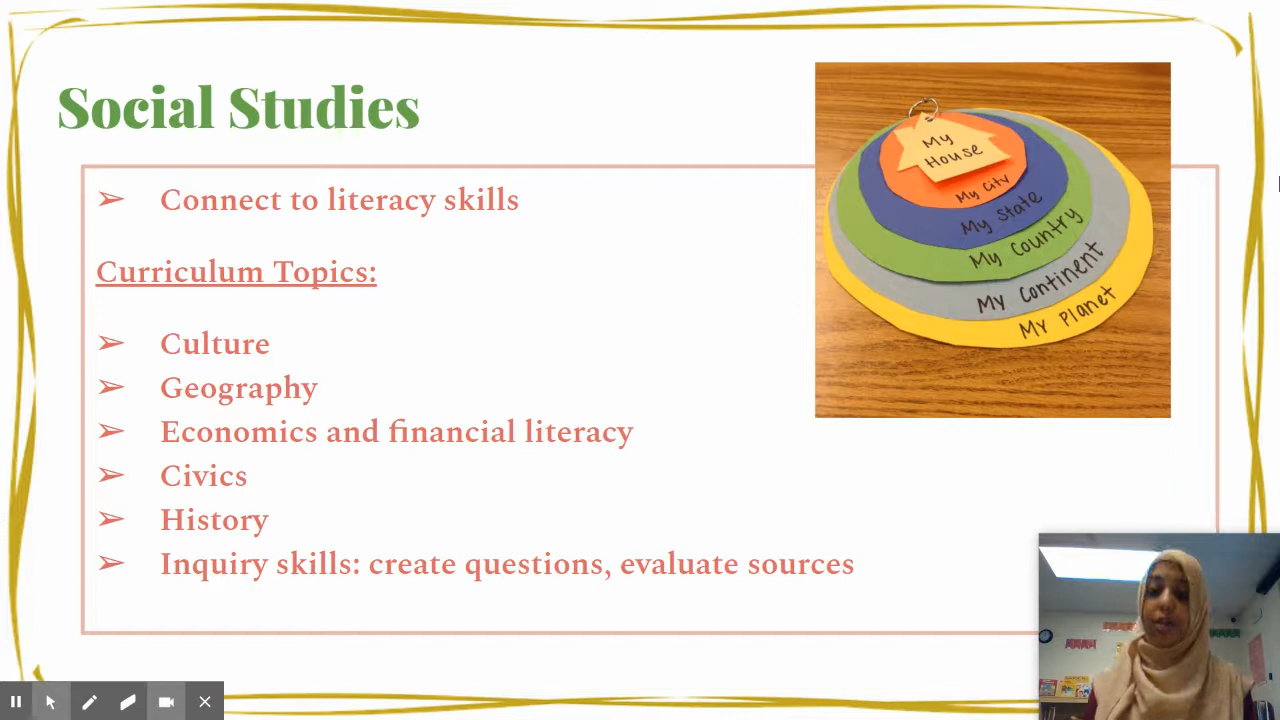 Social Studies
➢ Connect to literacy skills
Curriculum Topics:
➢ Culture
➢ Geography
➢ Economics and financial literacy
➢ Civics
➢ History
➢ Inquiry skills: create questions, evaluate sources
My
House
My City
My State
My Country
My Continent
My Planet